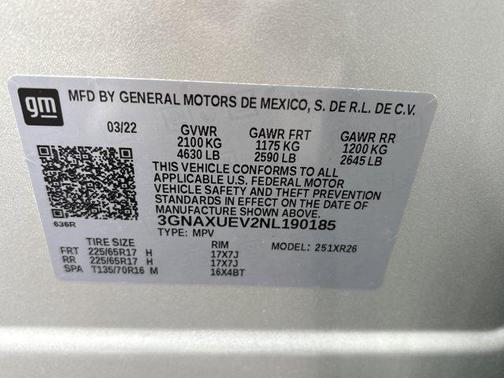 gm
MFD BY GENERAL MOTORS DE MEXICO, S. DE R.L. DE C.V.
03/22 GVWR GAWR FRT GAWR RR
2100 KG 1175 KG 1200 KG
4630 LB 2590 LB 2645 LB
THIS VEHICLE CONFORMS TO ALL
APPLICABLE U.S. FEDERAL MOTOR
VEHICLE SAFETY AND THEFT PREVENTION
STANDARDS IN EFFECT ON THE DATE OF
MANUFACTURE SHOWN ABOVE.
3GNAXUEV2NL190185
636R TYPE: MPV MODEL: 251XR26
TIRE SIZE RIM
FRT 225/65R17 H 17X7J
RR 225/65R17 H 17X7J
SPA T135/70R16 M 16X4BT